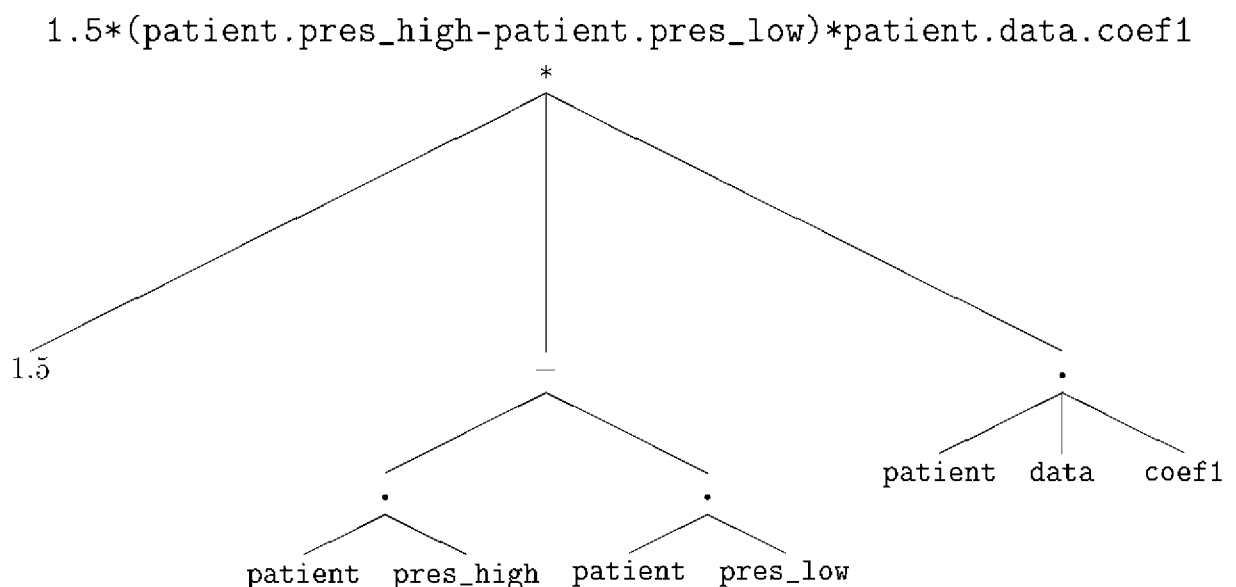 1.5*(patient.pres_high-patient.pres_low)*patient.data.coef1
*
1.5 — .
patient data coef1
. .
patient pres_high patient pres_low